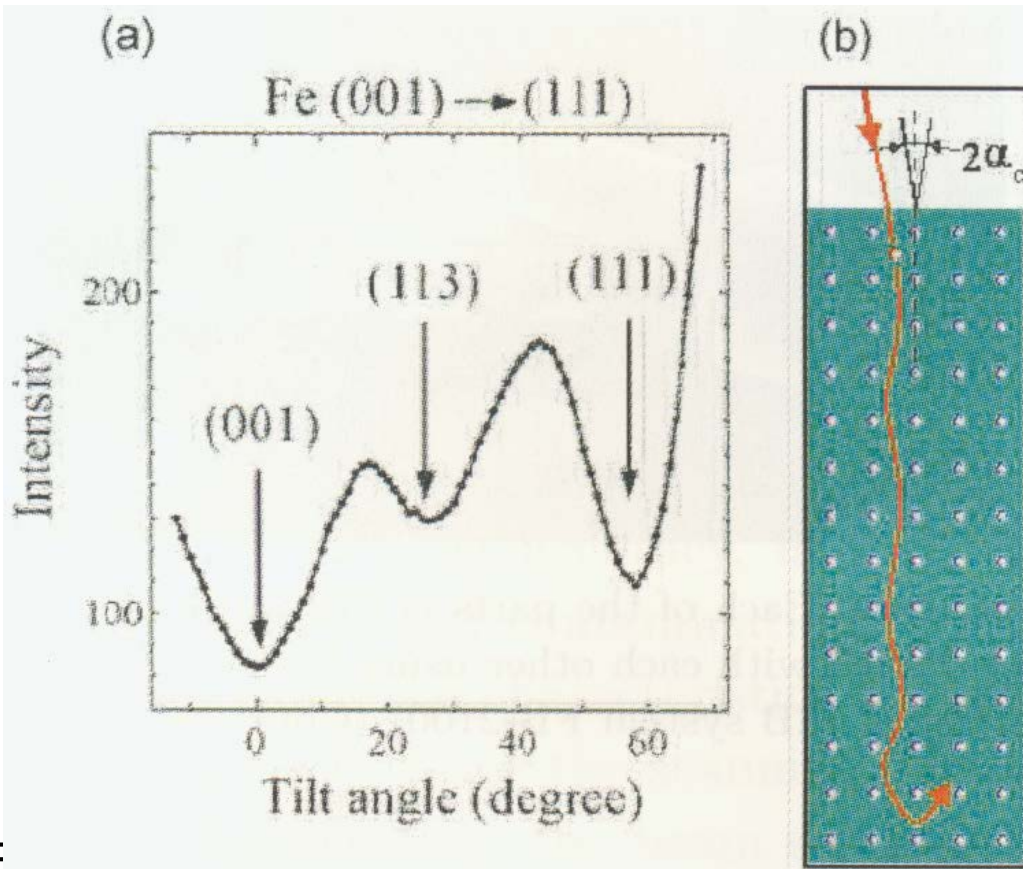 (a)
Fe (001) → (111)
Intensity
200
100
(001)
(113)
(111)
0
20
40
60
Tilt angle (degree)
(b)
2α c